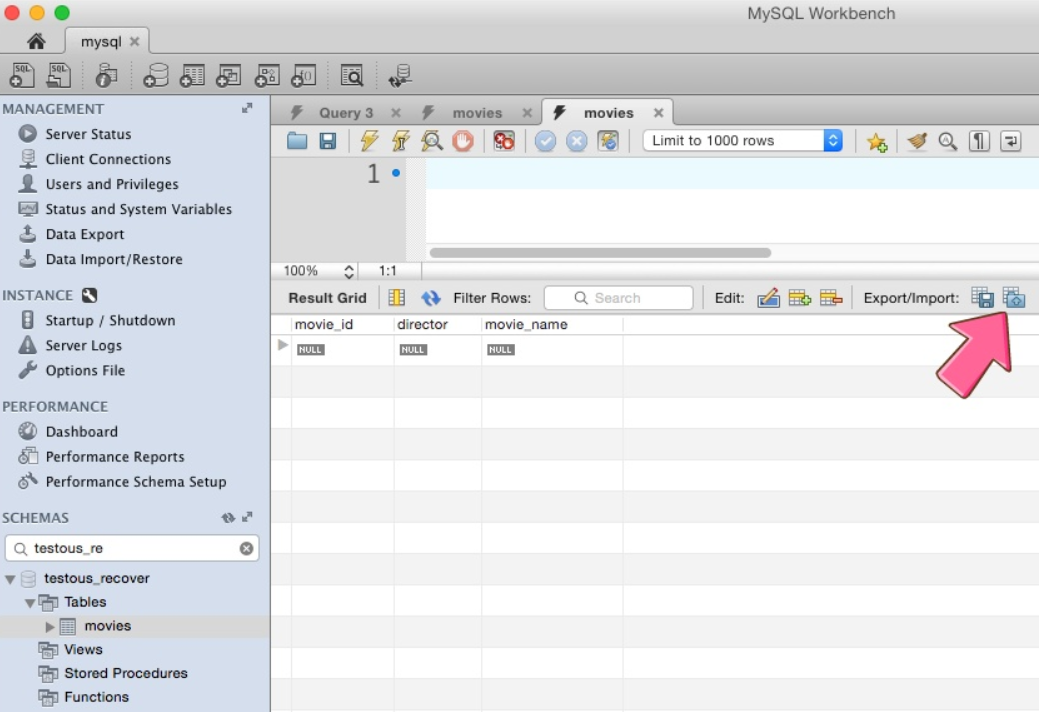 MySQL Workbench
mysql
SQL SQL
MANAGEMENT
Server Status
Client Connections
Users and Privileges
Status and System Variables
Data Export
Data Import/Restore
INSTANCE
Startup / Shutdown
Server Logs
Options File
PERFORMANCE
Dashboard
Performance Reports
Performance Schema Setup
SCHEMAS
testous_re
testous_recover
Tables
movies
Views
Stored Procedures
Functions
Query 3 movies movies
Limit to 1000 rows
1
100% 1:1
Result Grid Filter Rows: Search Edit: Export/Import:
movie_id director movie_name
NULL NULL NULL